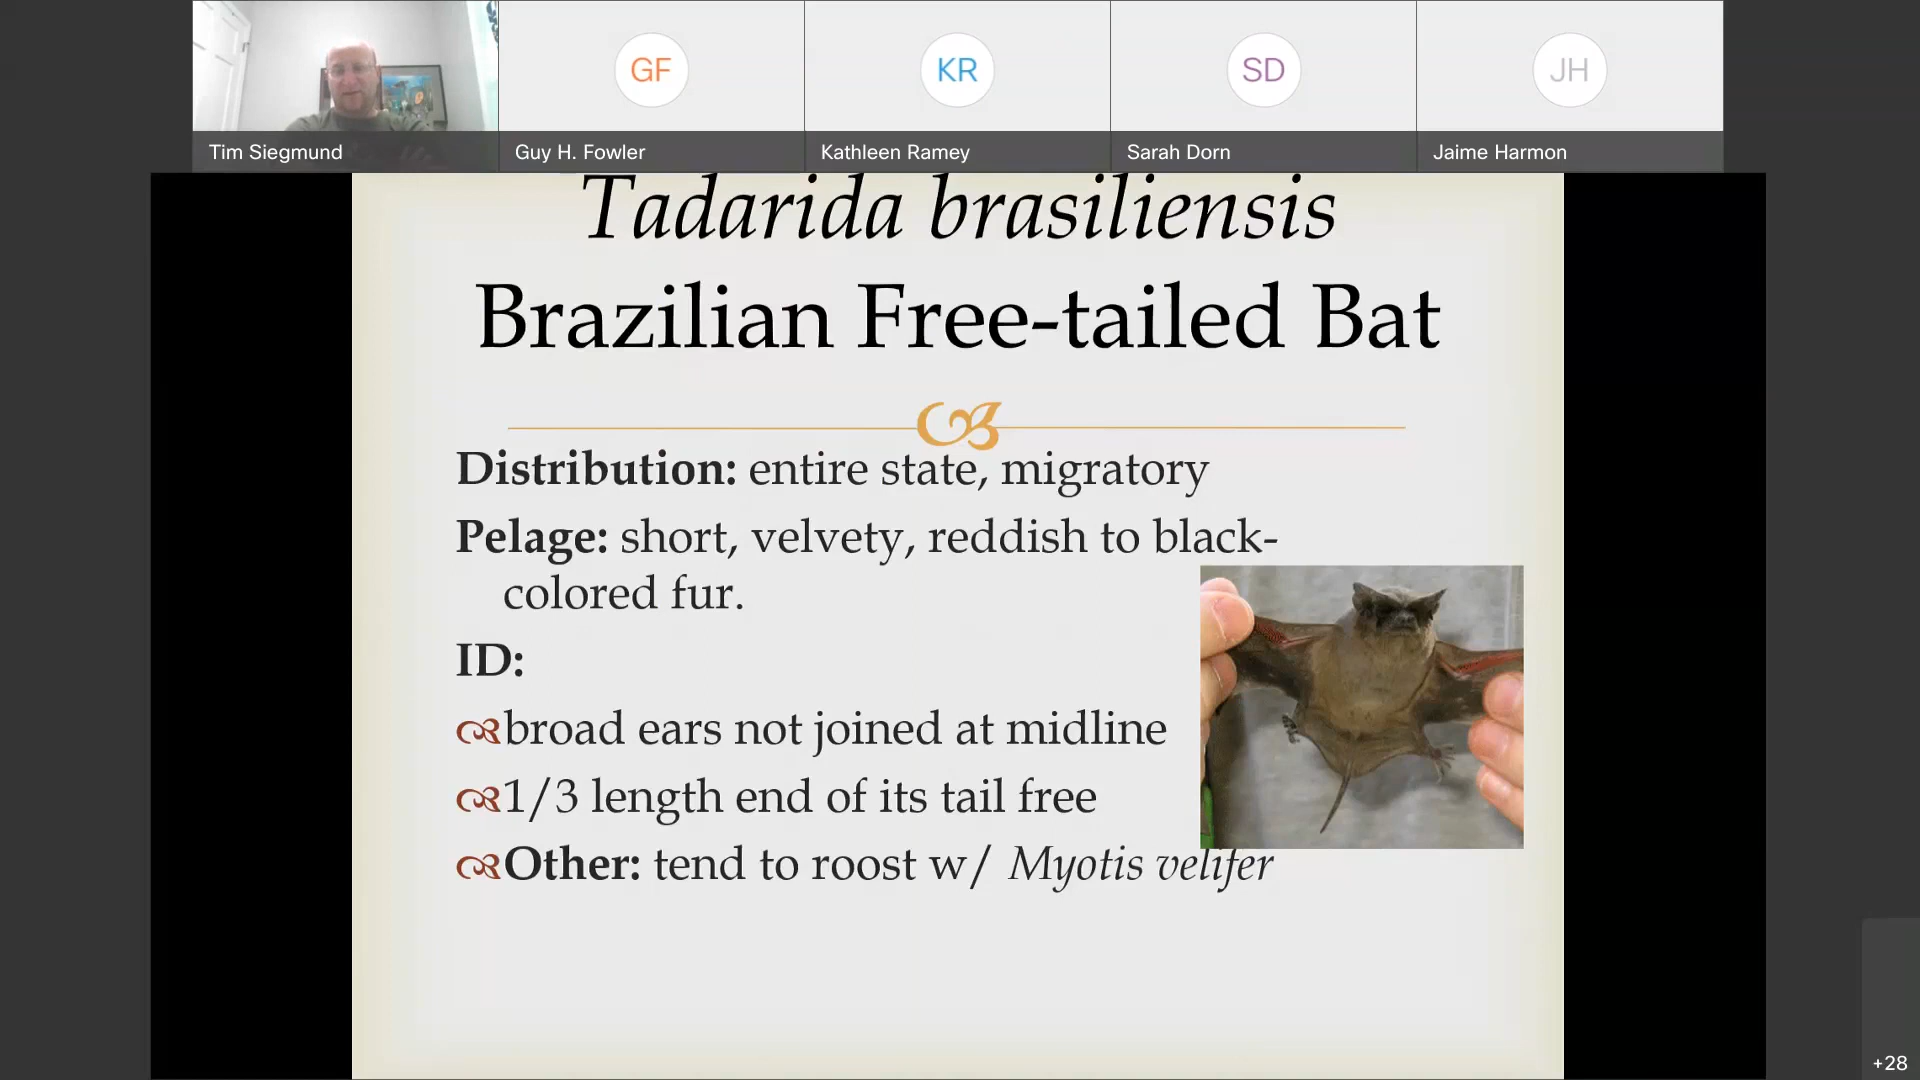 GF
KR
SD
JH
Tim Siegmund
Guy H. Fowler
Kathleen Ramey
Sarah Dorn
Jaime Harmon
Tadarida brasiliensis
Brazilian Free-tailed Bat
Distribution: entire state, migratory
Pelage: short, velvety, reddish to black-
colored fur.
ID:
broad ears not joined at midline
1/3 length end of its tail free
Other: tend to roost w/ Myotis velifer
+28